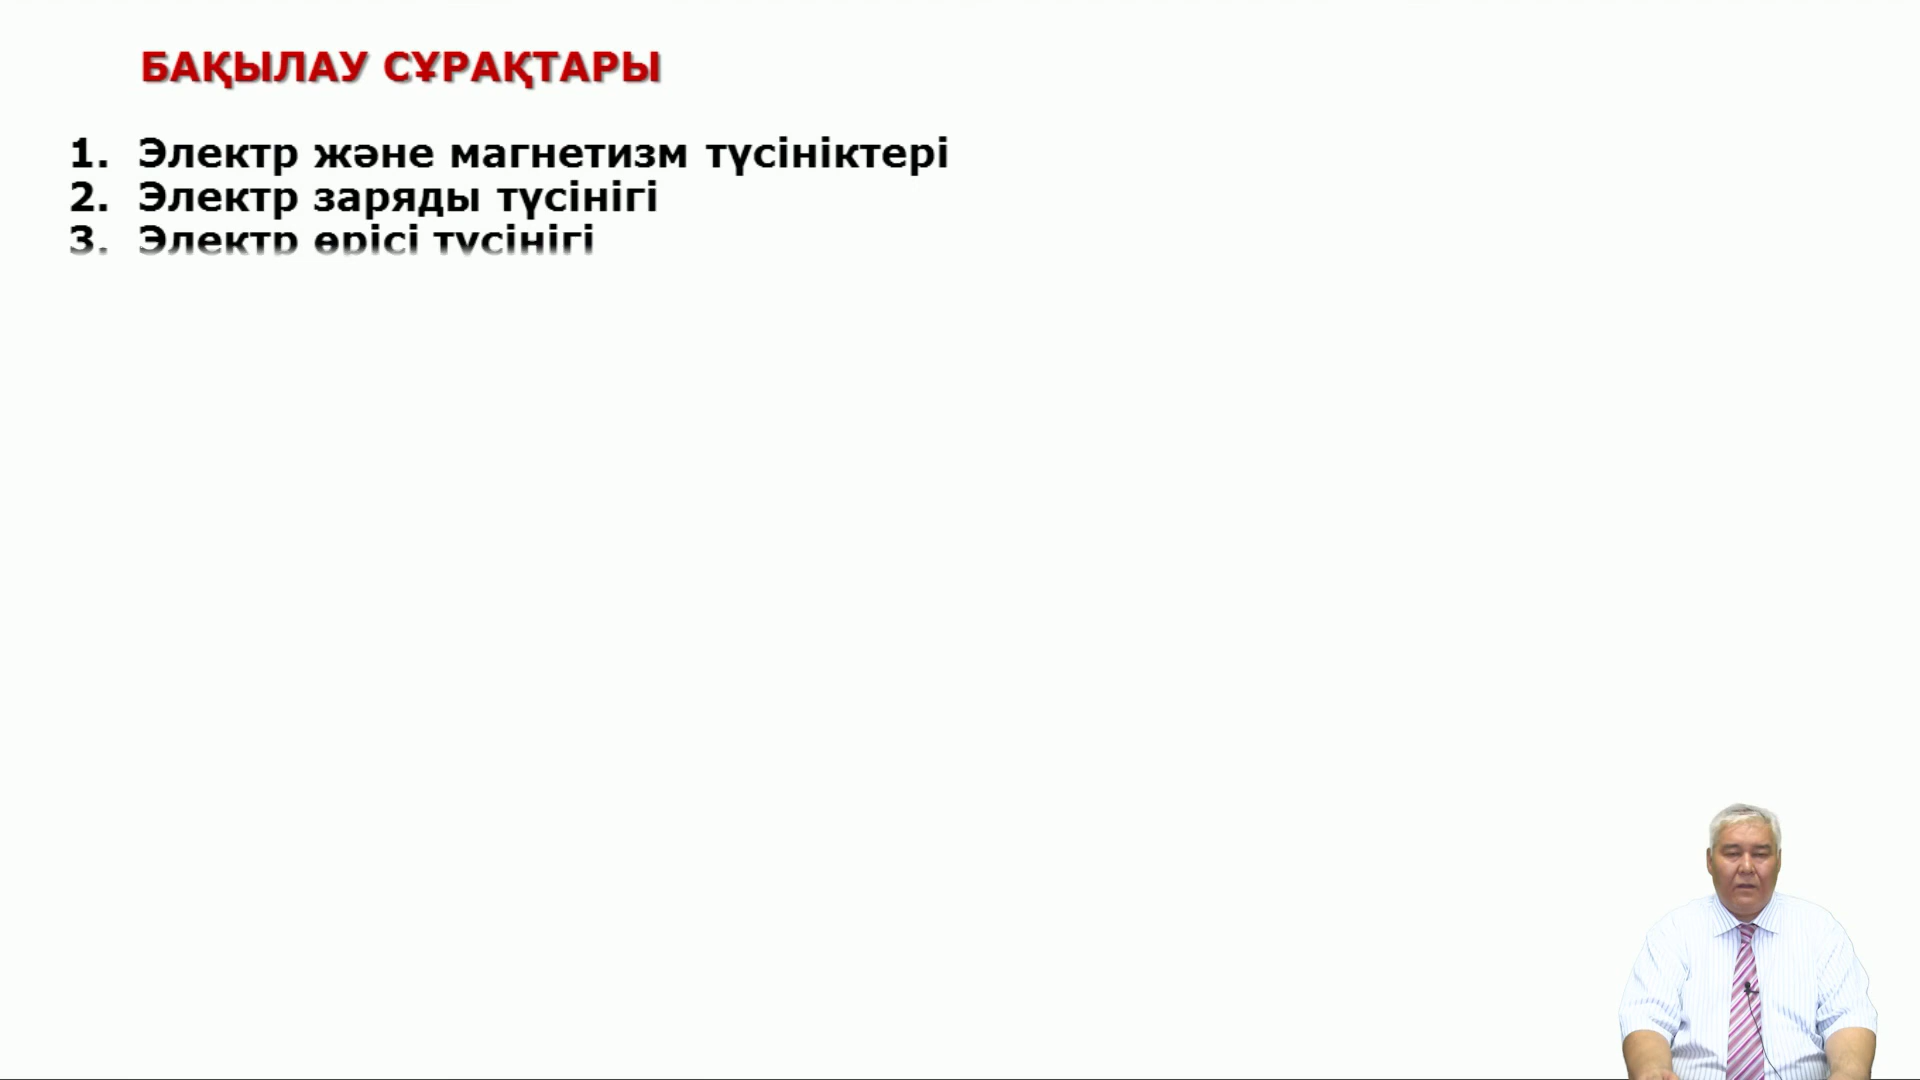 БАҚЫЛАУ СҰРАҚТАРЫ
1. Электр және магнетизм түсініктері
2. Электр заряды түсінігі
3. Электр өрісі түсінігі